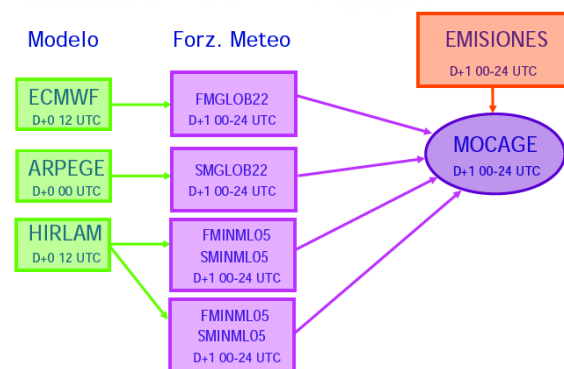 Modelo
Forz. Meteo
EMISIONES
D+1 00-24 UTC
ECMWF
D+0 12 UTC
FMGLOB22
D+1 00-24 UTC
MOCAGE
D+1 00-24 UTC
ARPEGE
D+0 00 UTC
SMGLOB22
D+1 00-24 UTC
HIRLAM
D+0 12 UTC
FMINML05
SMINML05
D+1 00-24 UTC
FMINML05
SMINML05
D+1 00-24 UTC